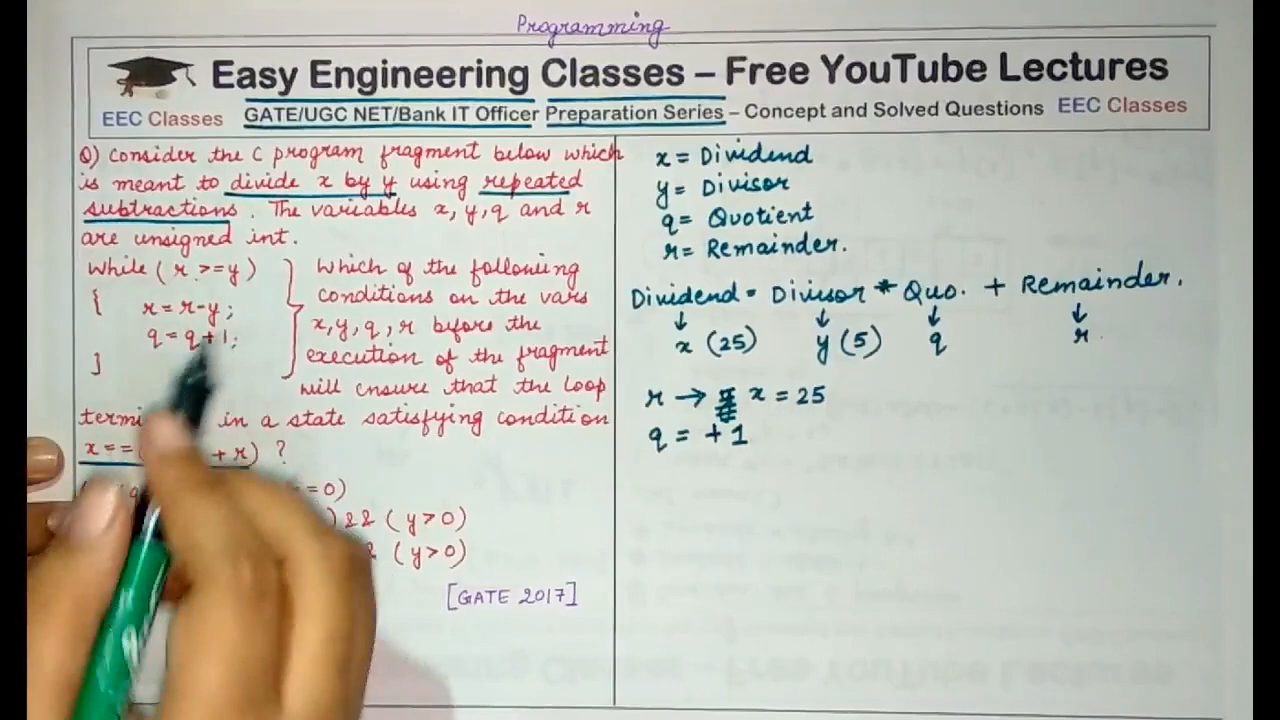 Programming
Easy Engineering Classes – Free YouTube Lectures
EEC Classes GATE/UGC NET/Bank IT Officer Preparation Series – Concept and Solved Questions EEC Classes
Q) Consider the C program fragment below which
is meant to divide x by y using repeated
subtractions. The variables x, y, q and r
are unsigned int.
while (r >= y)
{
r = r-y;
q = q+1;
}
Which of the following
conditions on the vars
x, y, q, r before the
execution of the fragment
will ensure that the loop
in a state satisfying condition
x == ( + r) ?
= 0)
) && (y > 0)
(y > 0)
[GATE 2017]
x = Dividend
y = Divisor
q = Quotient
r = Remainder.
Dividend = Divisor * Quo. + Remainder.
↓ ↓ ↓ ↓
x (25) y (5) q r
r → x = 25
q = +1